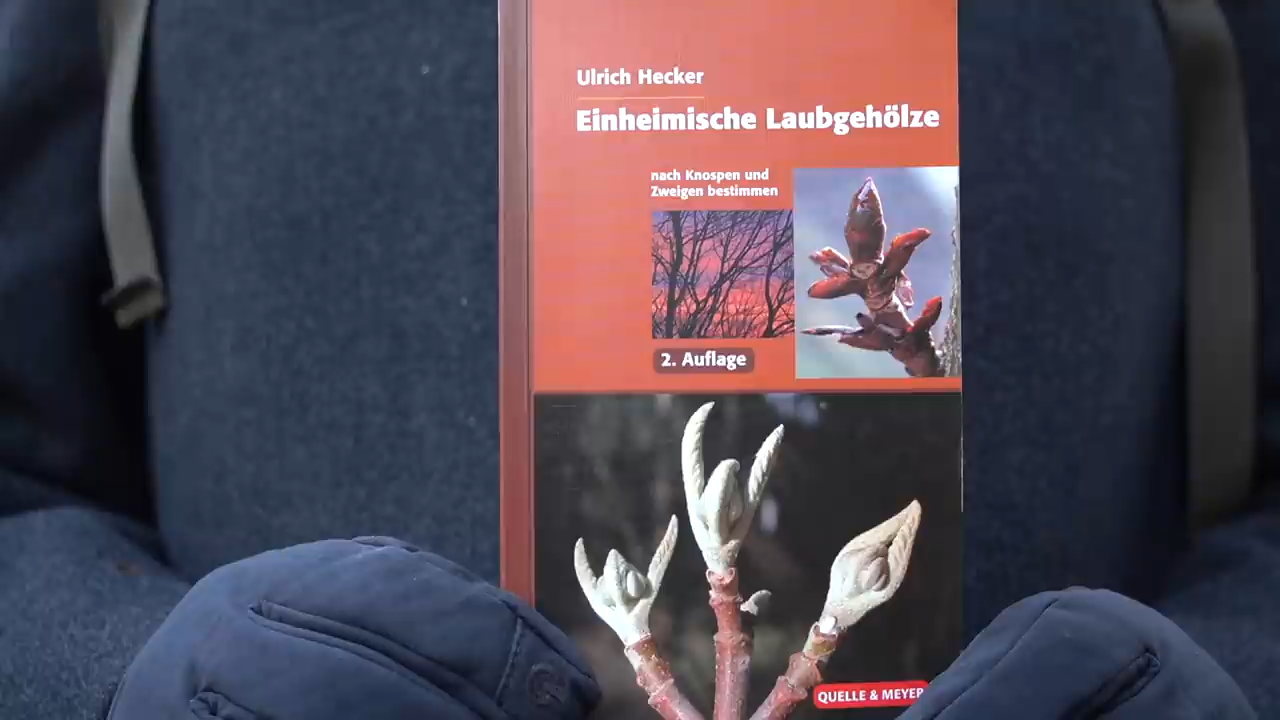 Ulrich Hecker
Einheimische Laubgehölze
nach Knospen und
Zweigen bestimmen
2. Auflage
QUELLE & MEYER